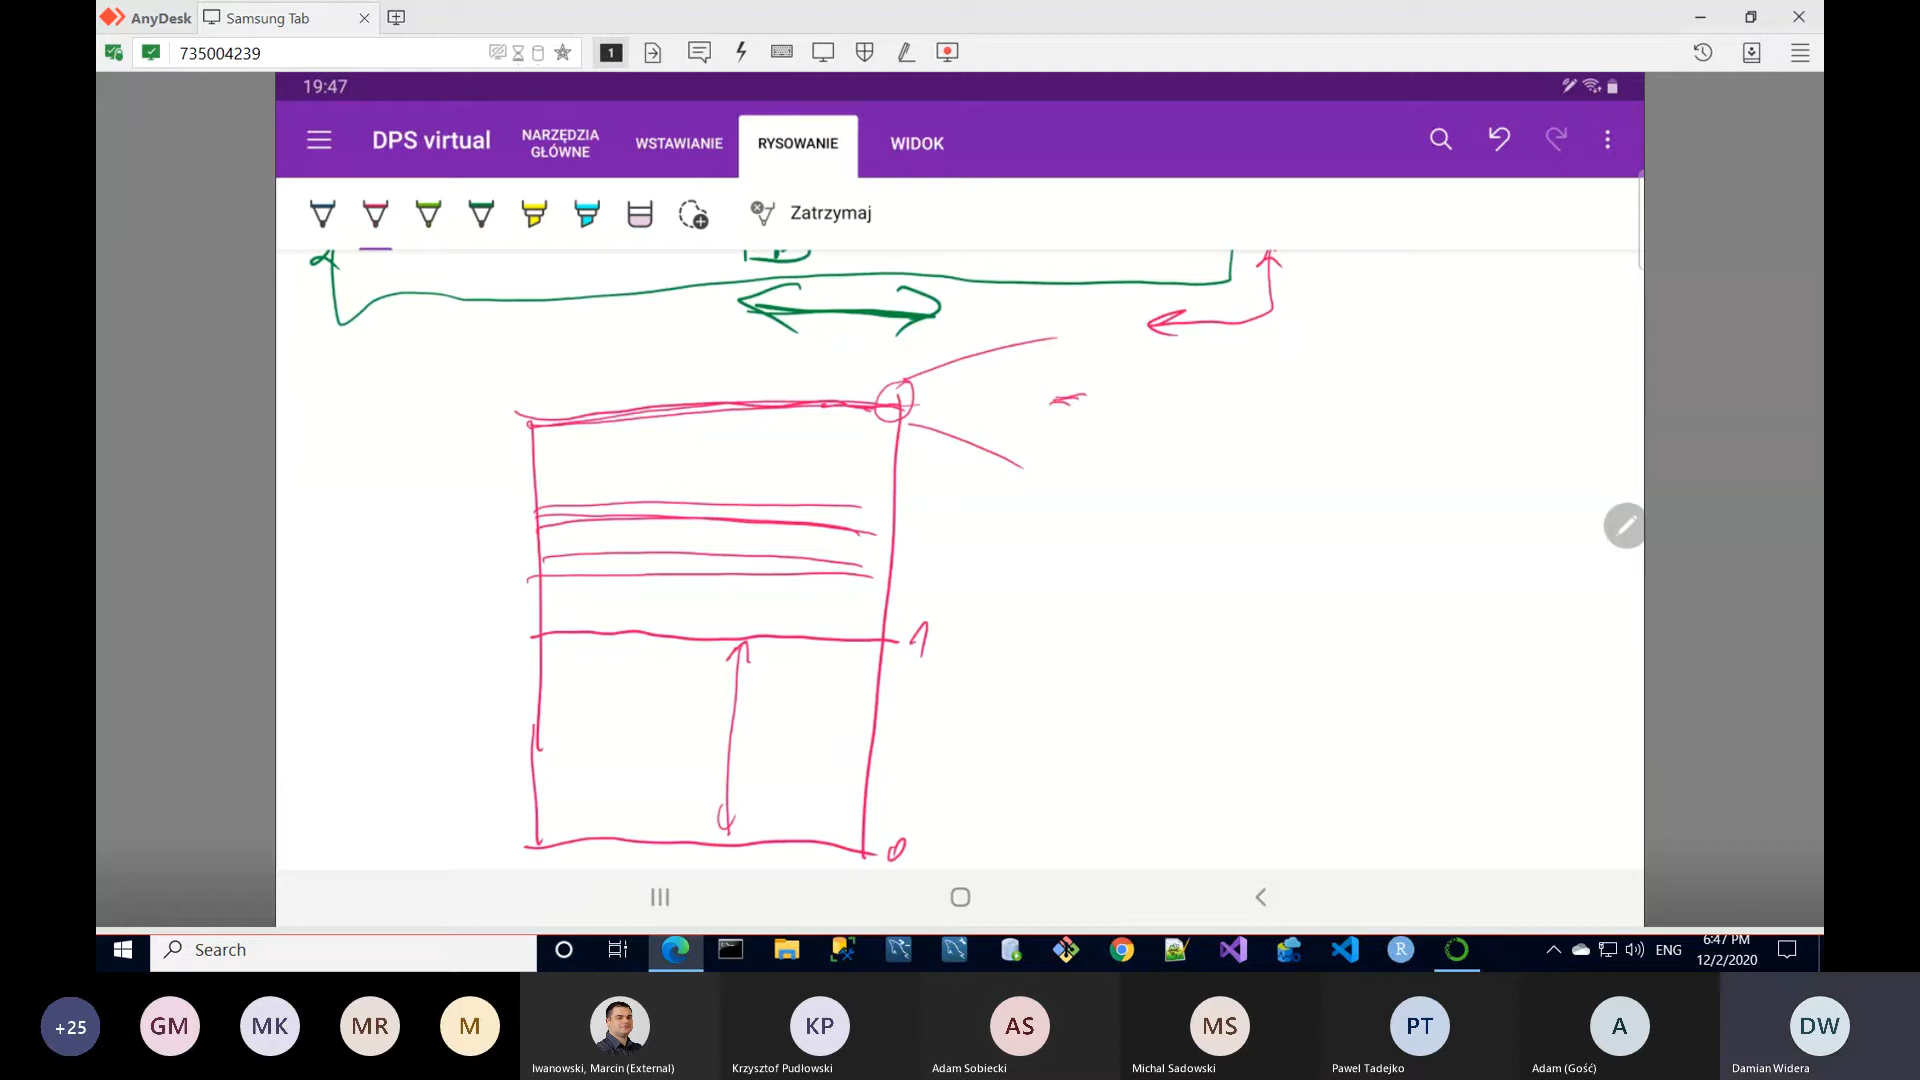 AnyDesk
Samsung Tab
735004239
1
19:47
DPS virtual
NARZĘDZIA
GŁÓWNE
WSTAWIANIE
RYSOWANIE
WIDOK
Zatrzymaj
1
0
Search
R
ENG
6:47 PM
12/2/2020
+25
GM
MK
MR
M
KP
AS
MS
PT
A
DW
Iwanowski, Marcin (External)
Krzysztof Pudłowski
Adam Sobiecki
Michal Sadowski
Pawel Tadejko
Adam (Gość)
Damian Widera